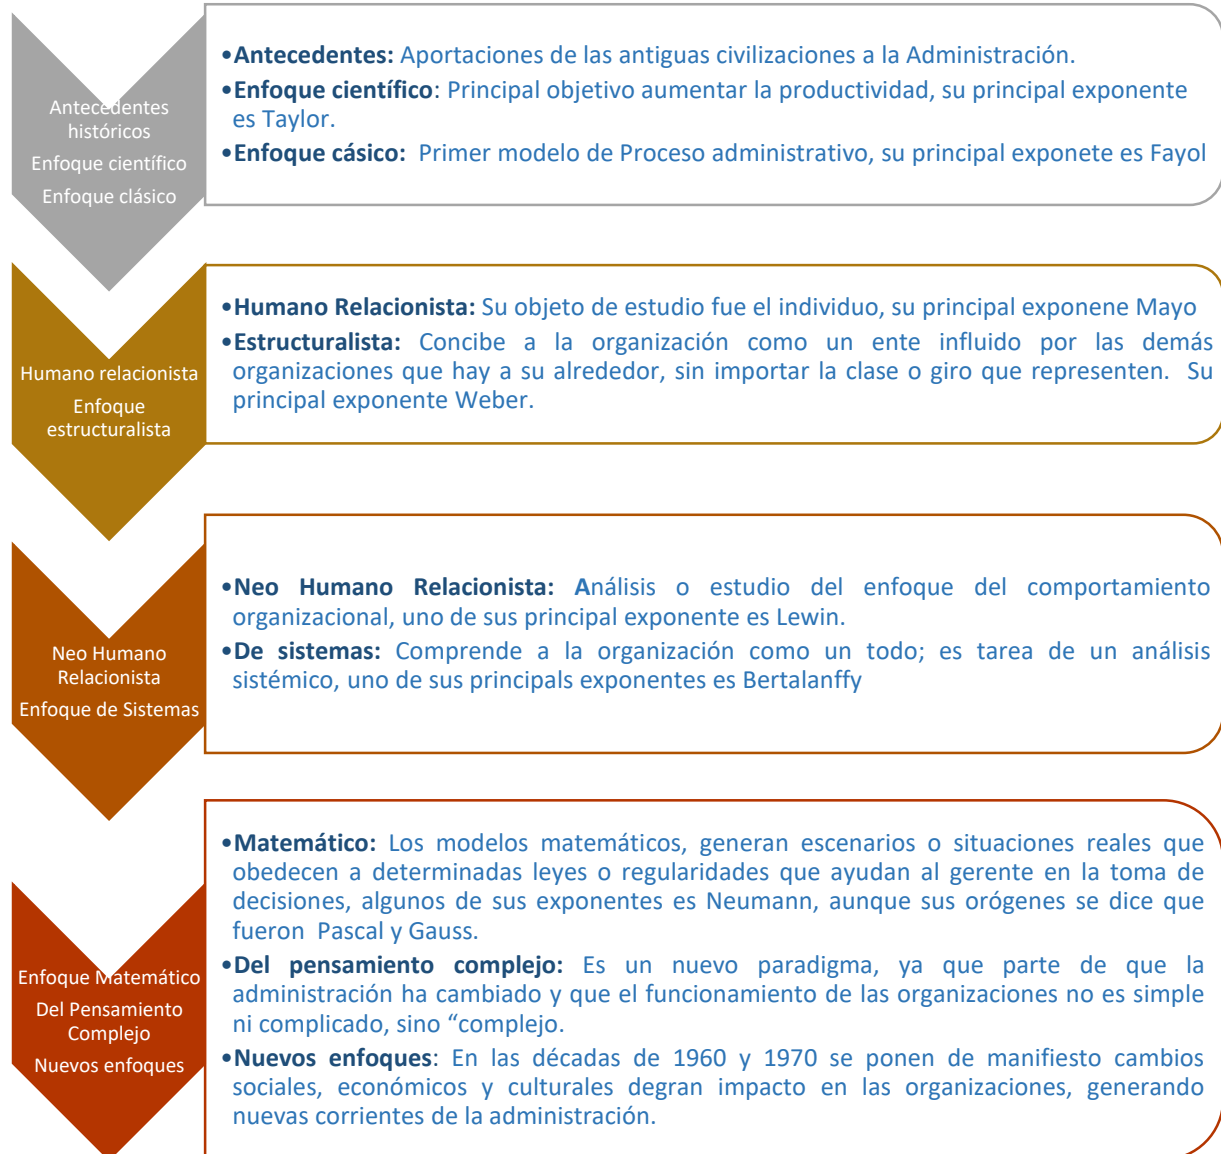 Antecedentes
históricos
Enfoque científico
Enfoque clásico
•Antecedentes: Aportaciones de las antiguas civilizaciones a la Administración.
•Enfoque científico: Principal objetivo aumentar la productividad, su principal exponente
es Taylor.
•Enfoque cásico: Primer modelo de Proceso administrativo, su principal exponete es Fayol
Humano relacionista
Enfoque
estructuralista
•Humano Relacionista: Su objeto de estudio fue el individuo, su principal exponene Mayo
•Estructuralista: Concibe a la organización como un ente influido por las demás
organizaciones que hay a su alrededor, sin importar la clase o giro que representen. Su
principal exponente Weber.
Neo Humano
Relacionista
Enfoque de Sistemas
•Neo Humano Relacionista: Análisis o estudio del enfoque del comportamiento
organizacional, uno de sus principal exponente es Lewin.
•De sistemas: Comprende a la organización como un todo; es tarea de un análisis
sistémico, uno de sus principals exponentes es Bertalanffy
Enfoque Matemático
Del Pensamiento
Complejo
Nuevos enfoques
•Matemático: Los modelos matemáticos, generan escenarios o situaciones reales que
obedecen a determinadas leyes o regularidades que ayudan al gerente en la toma de
decisiones, algunos de sus exponentes es Neumann, aunque sus orógenes se dice que
fueron Pascal y Gauss.
•Del pensamiento complejo: Es un nuevo paradigma, ya que parte de que la
administración ha cambiado y que el funcionamiento de las organizaciones no es simple
ni complicado, sino “complejo.
•Nuevos enfoques: En las décadas de 1960 y 1970 se ponen de manifiesto cambios
sociales, económicos y culturales degran impacto en las organizaciones, generando
nuevas corrientes de la administración.